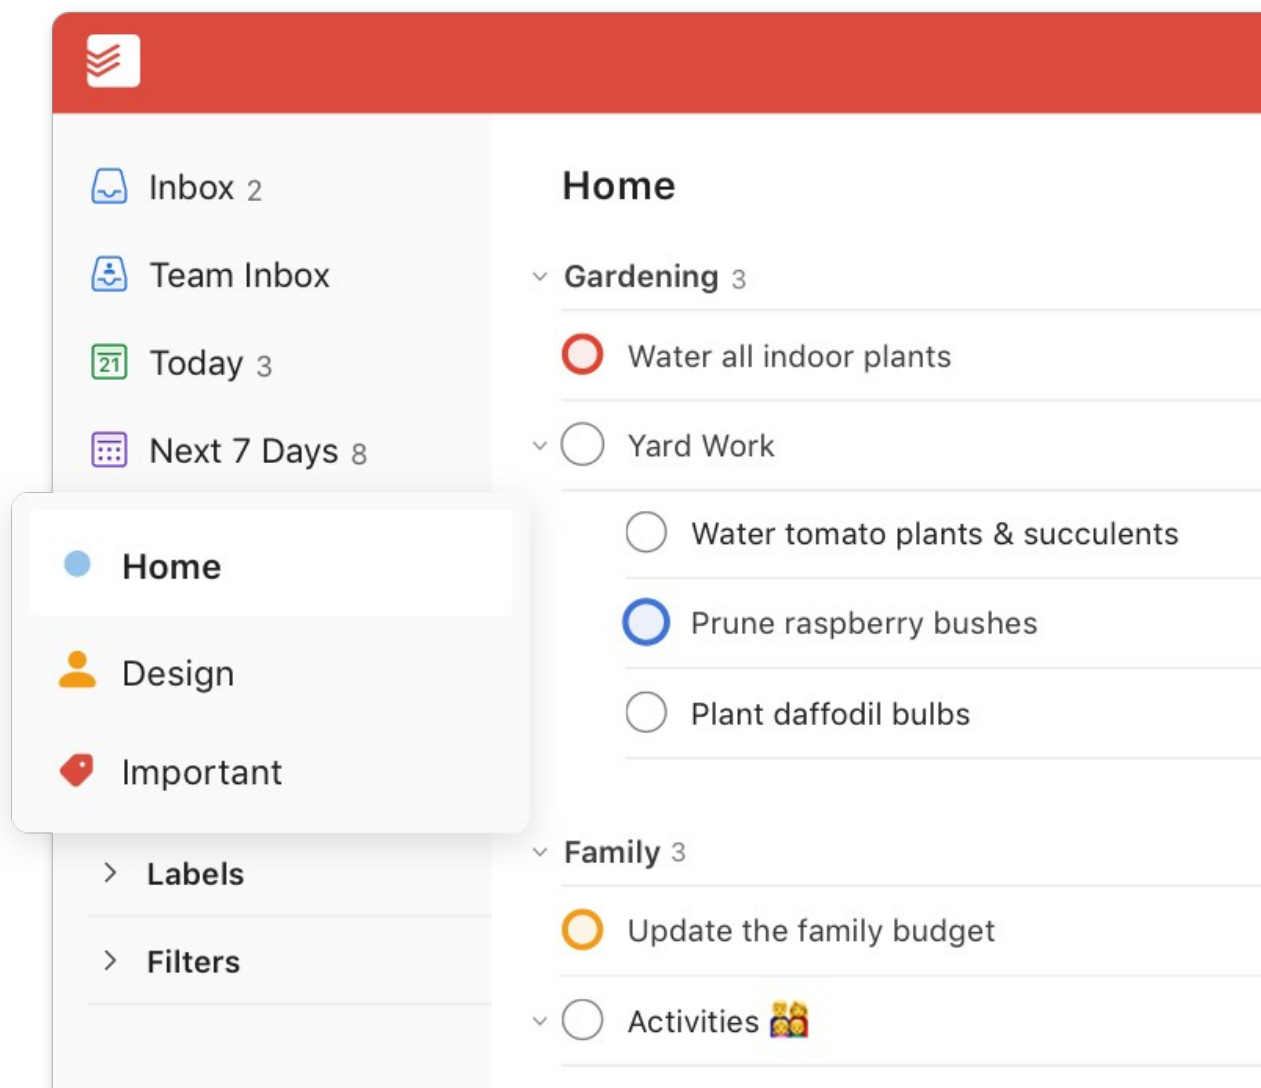 Inbox 2
Team Inbox
21 Today 3
Next 7 Days 8
Home
Design
Important
Labels
Filters
Home
Gardening 3
Water all indoor plants
Yard Work
Water tomato plants & succulents
Prune raspberry bushes
Plant daffodil bulbs
Family 3
Update the family budget
Activities